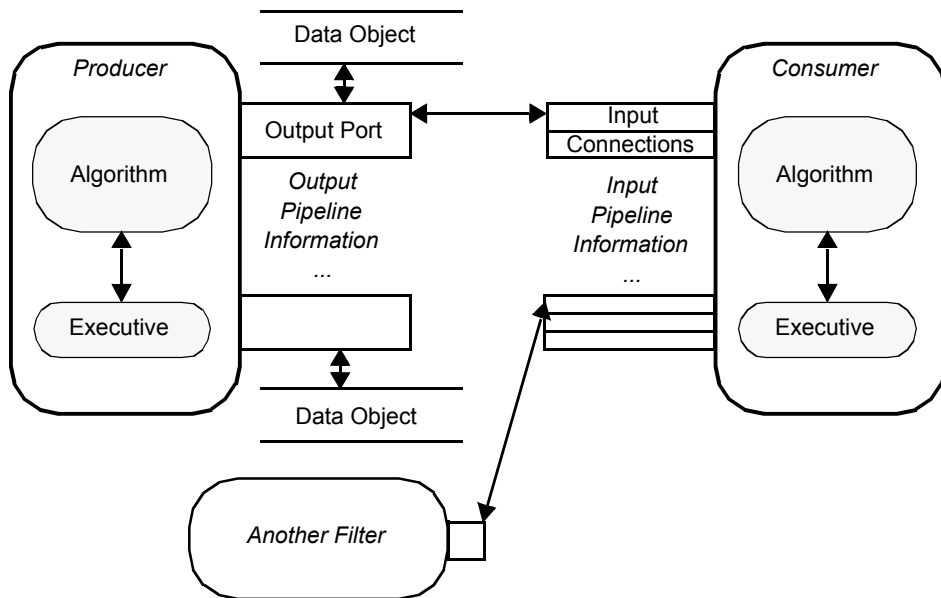 Data Object
Producer
Consumer
Output Port
Input
Connections
Algorithm
Output
Pipeline
Information
...
Input
Pipeline
Information
...
Algorithm
Executive
Executive
Data Object
Another Filter